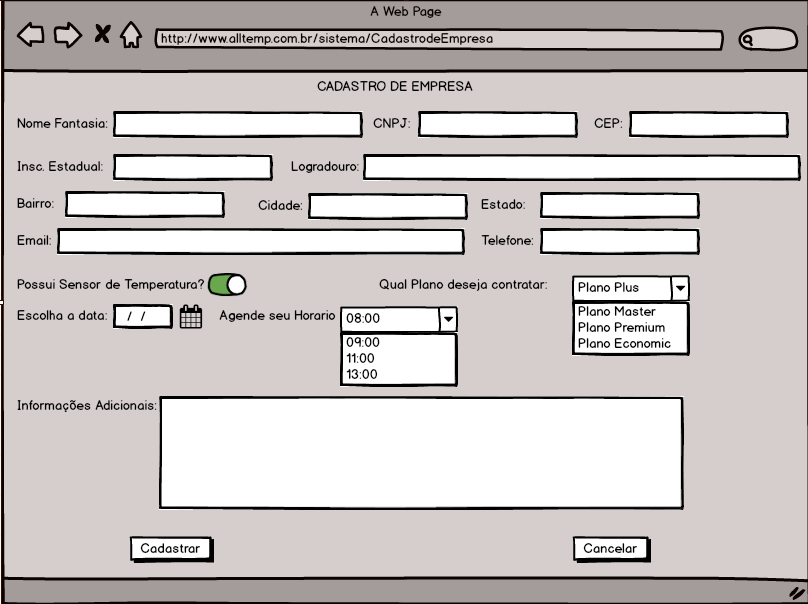 A Web Page
http://www.alltemp.com.br/sistema/CadastrodeEmpresa
CADASTRO DE EMPRESA
Nome Fantasia: CNPJ: CEP:
Insc. Estadual: Logradouro:
Bairro: Cidade: Estado:
Email: Telefone:
Possui Sensor de Temperatura? Qual Plano deseja contratar: Plano Plus
Plano Master
Plano Premium
Plano Economic
Escolha a data: / / Agende seu Horario 08:00
09:00
11:00
13:00
Informações Adicionais:
Cadastrar Cancelar